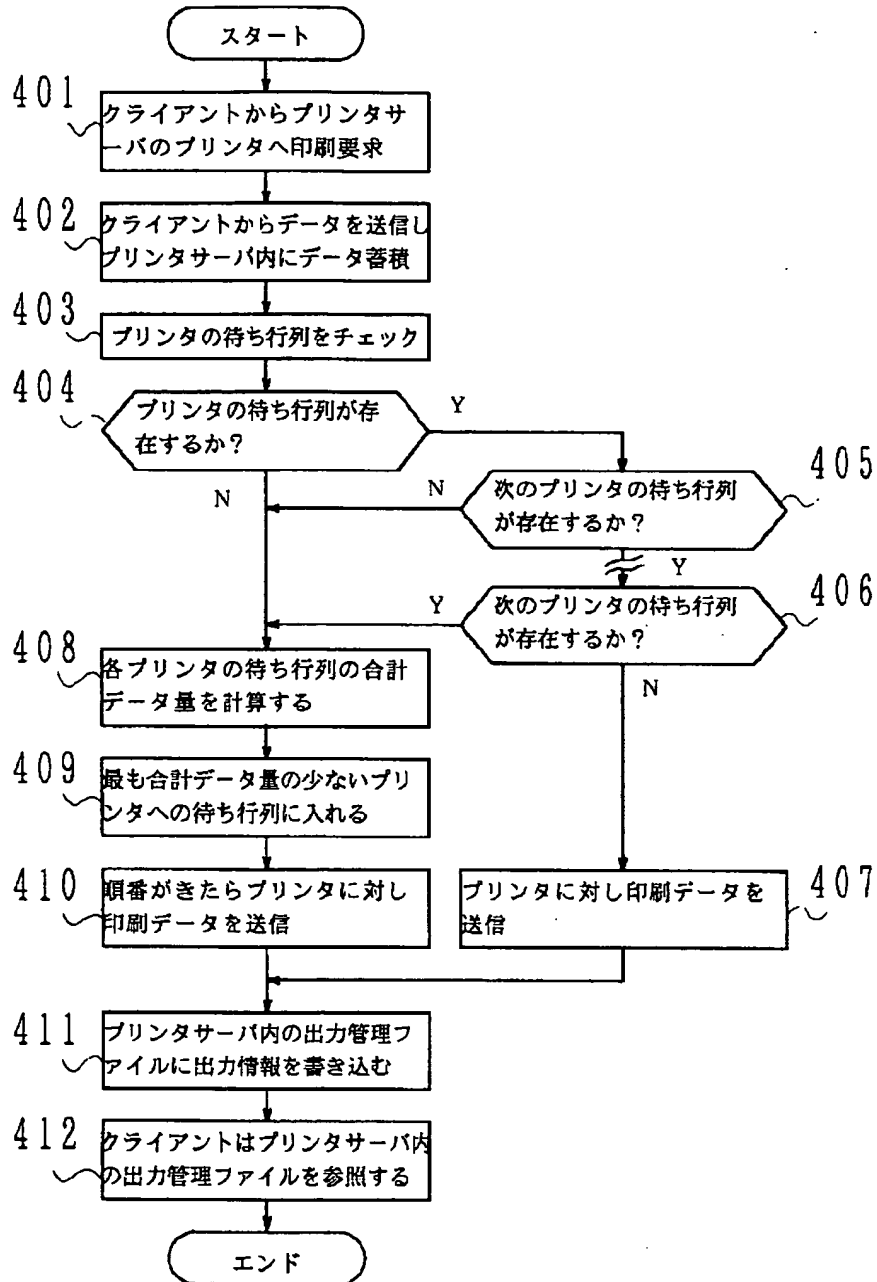 スタート
401
クライアントからプリンタサ
ーバのプリンタへ印刷要求
402
クライアントからデータを送信し
プリンタサーバ内にデータ蓄積
403
プリンタの待ち行列をチェック
404
プリンタの待ち行列が存
在するか?
Y
N
405
次のプリンタの待ち行列
が存在するか?
N
Y
406
次のプリンタの待ち行列
が存在するか?
Y
N
408
各プリンタの待ち行列の合計
データ量を計算する
409
最も合計データ量の少ないプリ
ンタへの待ち行列に入れる
410
順番がきたらプリンタに対し
印刷データを送信
407
プリンタに対し印刷データを
送信
411
プリンタサーバ内の出力管理フ
ァイルに出力情報を書き込む
412
クライアントはプリンタサーバ内
の出力管理ファイルを参照する
エンド